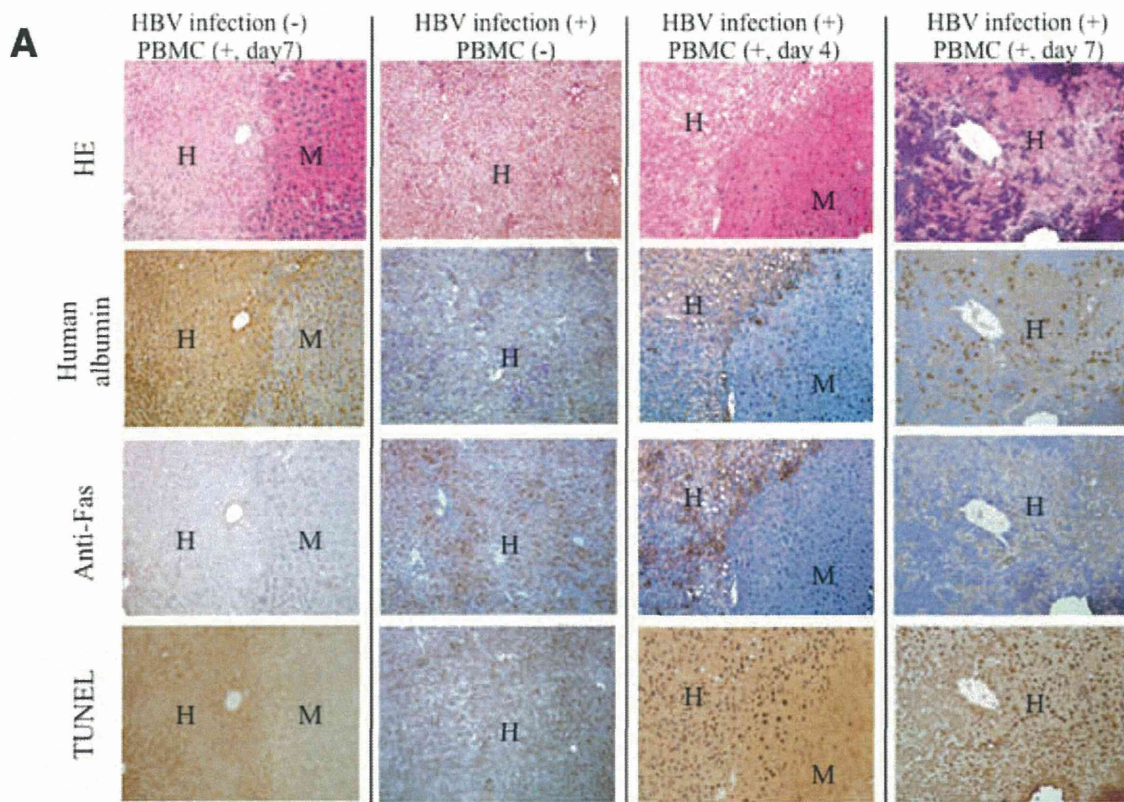 A
HBV infection (-)
PBMC (+, day7)
HBV infection (+)
PBMC (-)
HBV infection (+)
PBMC (+, day 4)
HBV infection (+)
PBMC (+, day 7)
HE
H
M
H
H
M
H
Human
albumin
H
M
H
H
M
H
Anti-Fas
H
M
H
H
M
H
TUNEL
H
M
H
H
M
H